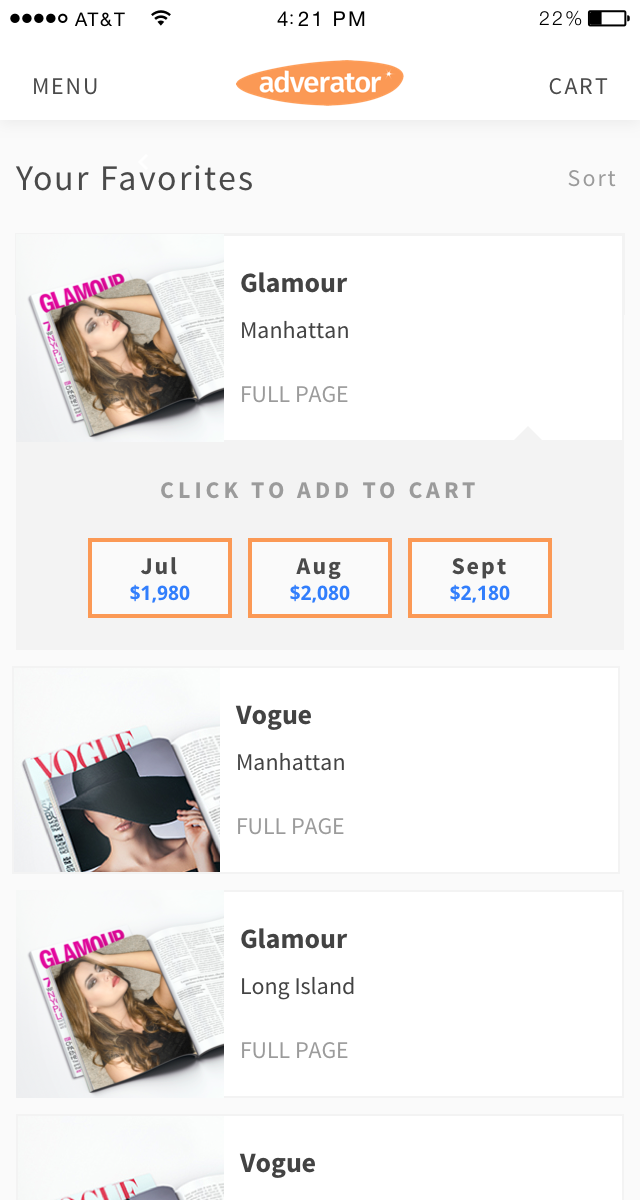 AT&T 4:21 PM 22%
MENU adverator CART
Your Favorites Sort
GLAMOUR
Glamour
Manhattan
FULL PAGE
CLICK TO ADD TO CART
Jul Aug Sept
$1,980 $2,080 $2,180
VOGUE
Vogue
Manhattan
FULL PAGE
GLAMOUR
Glamour
Long Island
FULL PAGE
VOGUE
Vogue